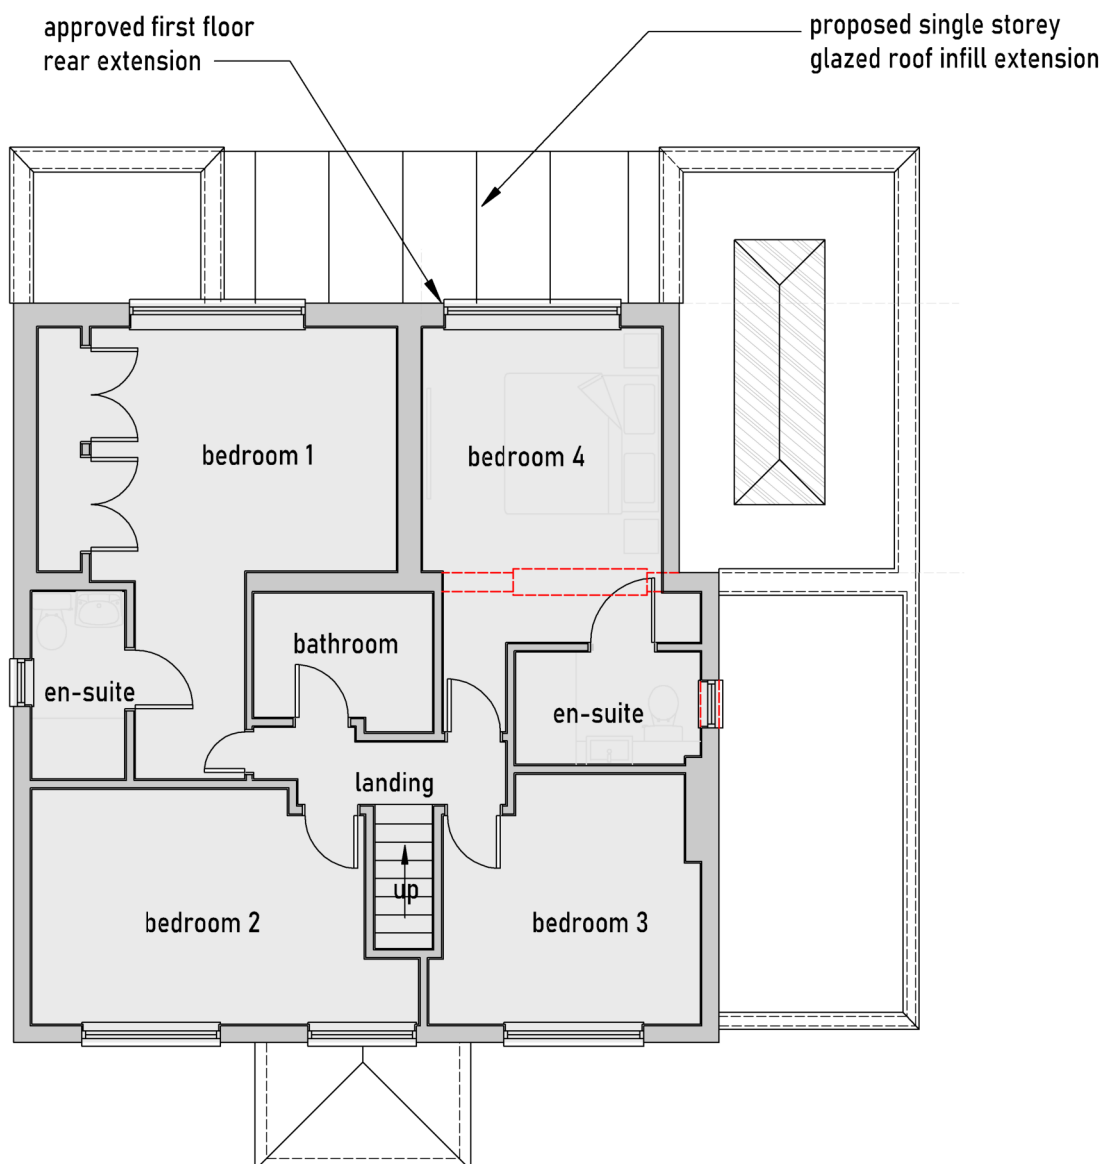 approved first floor
rear extension
proposed single storey
glazed roof infill extension
bedroom 1
bedroom 4
bathroom
en-suite
en-suite
landing
up
bedroom 2
bedroom 3